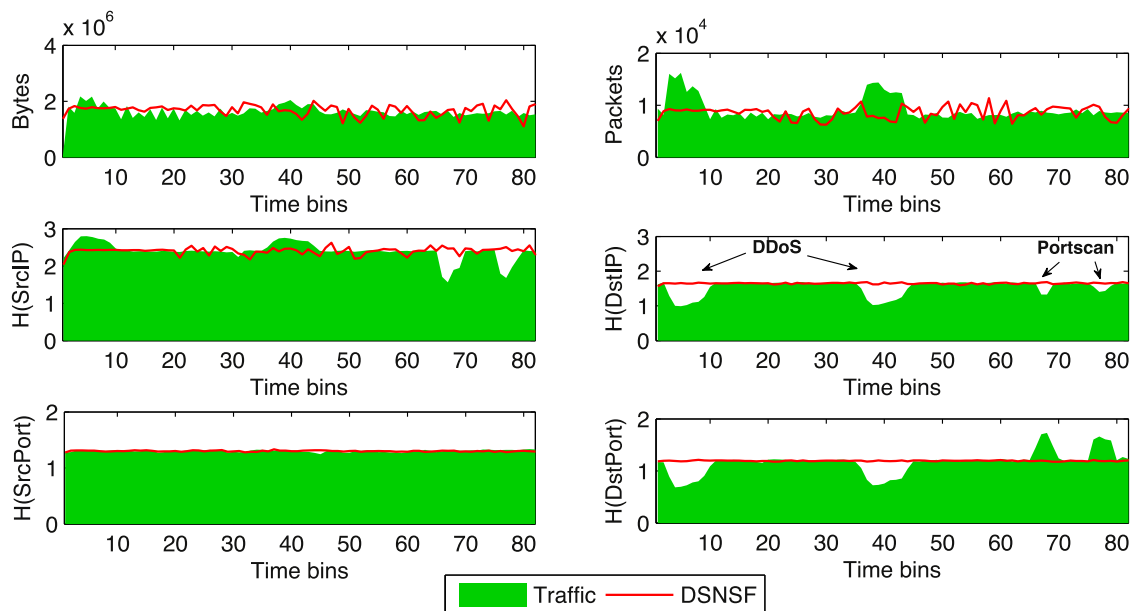 x 10^6
Bytes
4
2
0
10 20 30 40 50 60 70 80
Time bins
x 10^4
Packets
2
1
0
10 20 30 40 50 60 70 80
Time bins
H(SrcIP)
3
2
1
0
10 20 30 40 50 60 70 80
Time bins
H(DstIP)
3
2
1
0
DDoS
Portscan
10 20 30 40 50 60 70 80
Time bins
H(SrcPort)
2
1
0
10 20 30 40 50 60 70 80
Time bins
H(DstPort)
2
1
0
10 20 30 40 50 60 70 80
Time bins
Traffic DSNSF